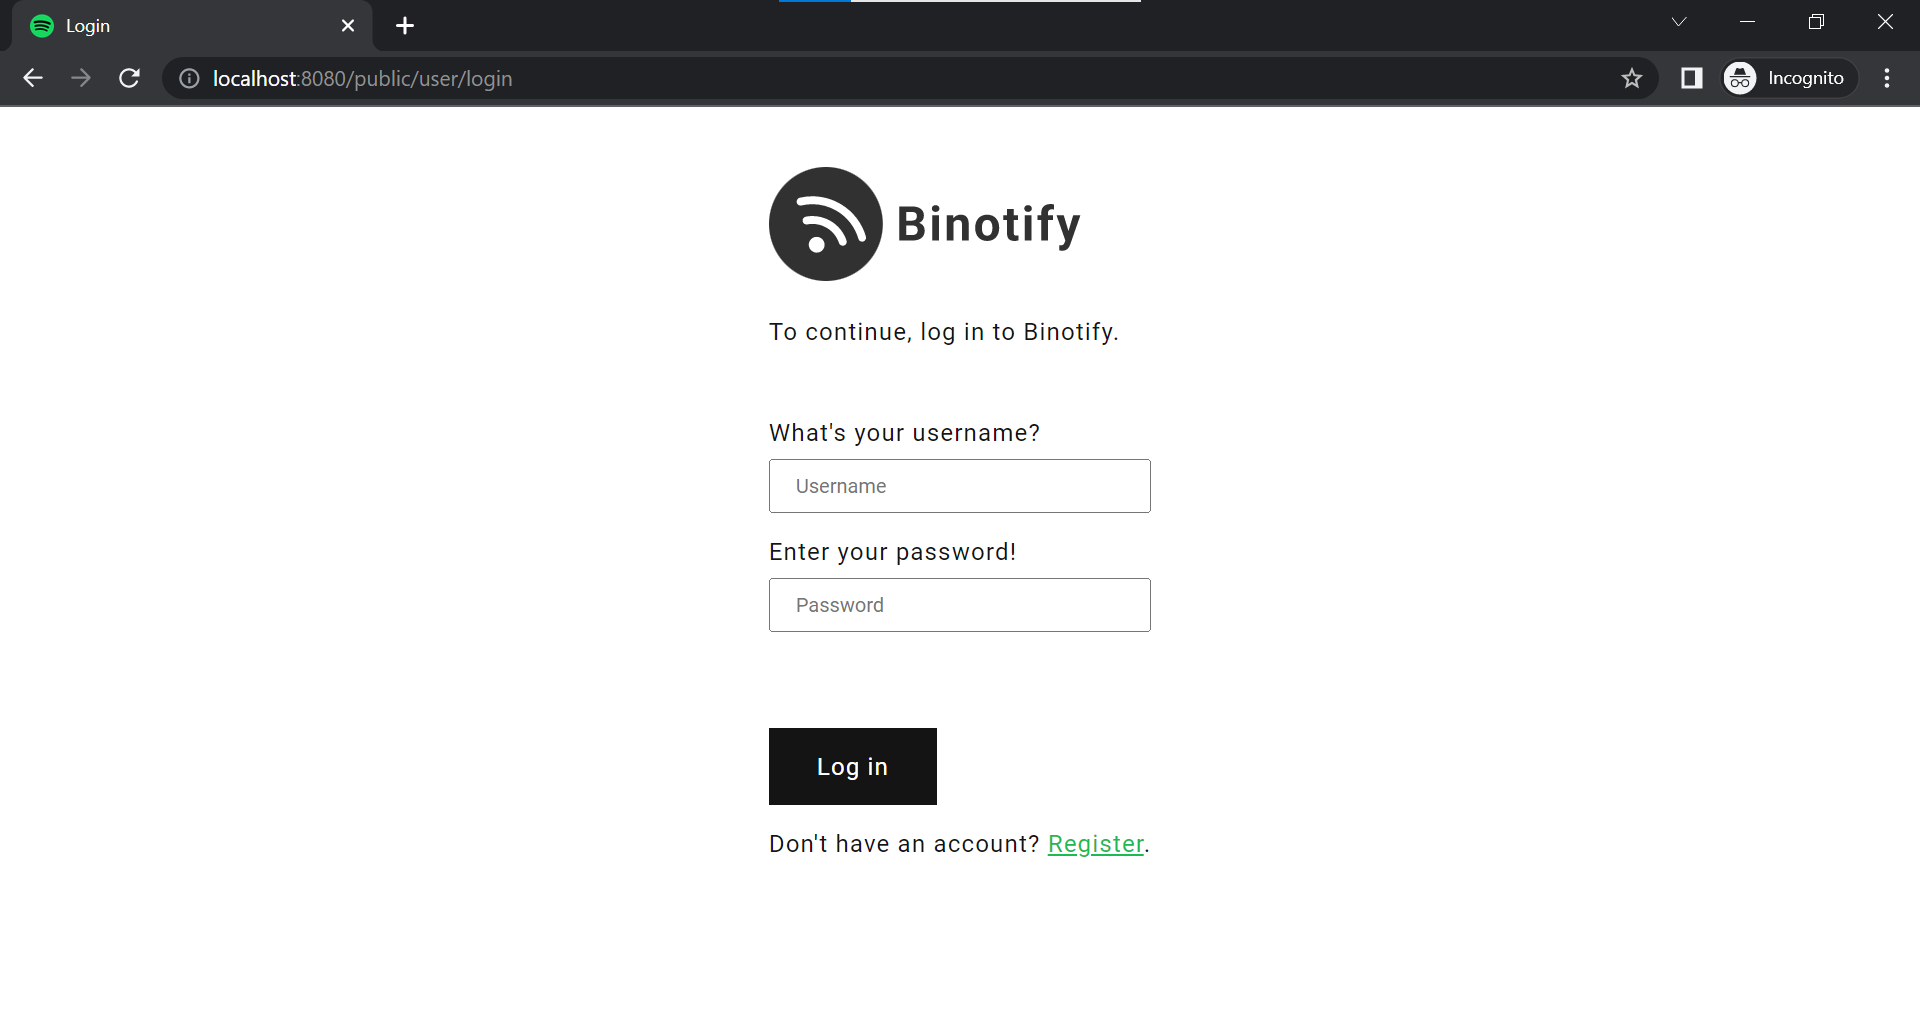 Login
localhost:8080/public/user/login
Incognito
Binotify
To continue, log in to Binotify.
What's your username?
Username
Enter your password!
Password
Log in
Don't have an account? Register.